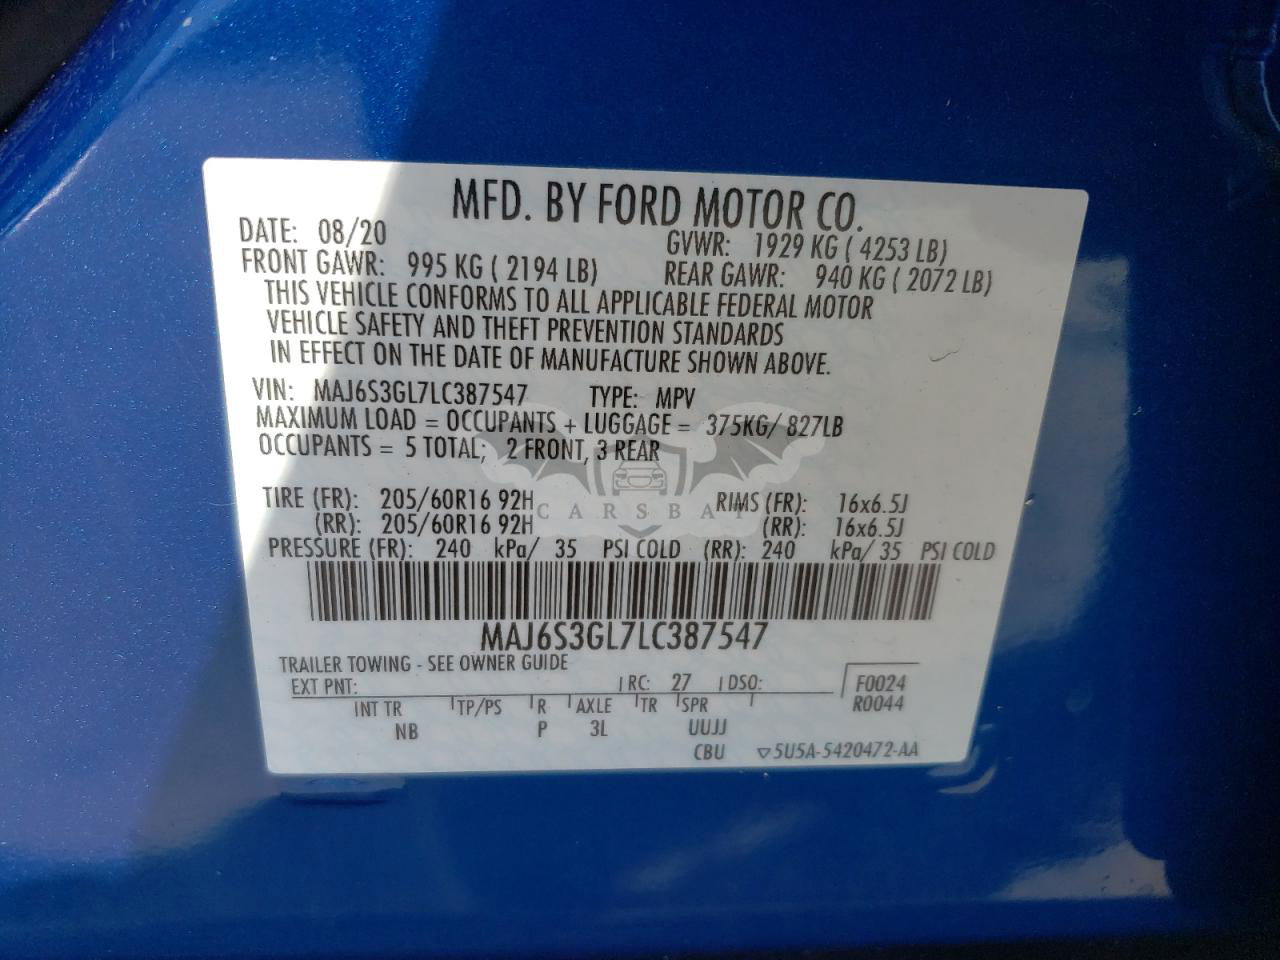 MFD. BY FORD MOTOR CO.
DATE: 08/20 GVWR: 1929 KG ( 4253 LB)
FRONT GAWR: 995 KG ( 2194 LB) REAR GAWR: 940 KG ( 2072 LB)
THIS VEHICLE CONFORMS TO ALL APPLICABLE FEDERAL MOTOR
VEHICLE SAFETY AND THEFT PREVENTION STANDARDS
IN EFFECT ON THE DATE OF MANUFACTURE SHOWN ABOVE.
VIN: MAJ6S3GL7LC387547 TYPE: MPV
MAXIMUM LOAD = OCCUPANTS + LUGGAGE = 375KG/ 827LB
OCCUPANTS = 5 TOTAL; 2 FRONT, 3 REAR
TIRE (FR): 205/60R16 92H RIMS (FR): 16x6.5J
(RR): 205/60R16 92H (RR): 16x6.5J
CARSBAT
PRESSURE (FR): 240 kPa/ 35 PSI COLD (RR): 240 kPa/ 35 PSI COLD
MAJ6S3GL7LC387547
TRAILER TOWING - SEE OWNER GUIDE
EXT PNT: RC: 27 DSO: F0024
INT TR TP/PS R AXLE TR SPR R0044
NB P 3L UUJJ
CBU ▽5U5A-5420472-AA